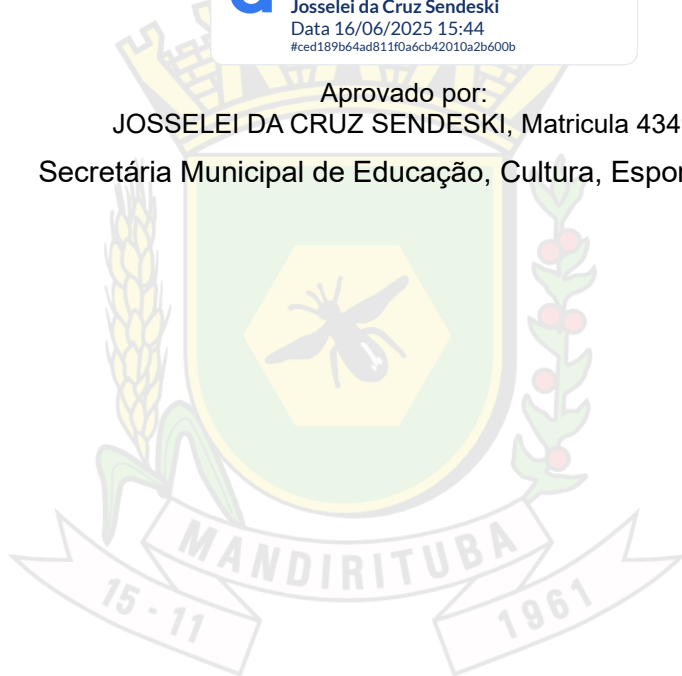 Josselei da Cruz Sendeski
Data 16/06/2025 15:44
#ced189b64ad811f0a6cb42010a2b600b
Aprovado por:
JOSSELEI DA CRUZ SENDESKI, Matricula 434
Secretária Municipal de Educação, Cultura, Espor
MANDIRITUBA
15 - 11
1961